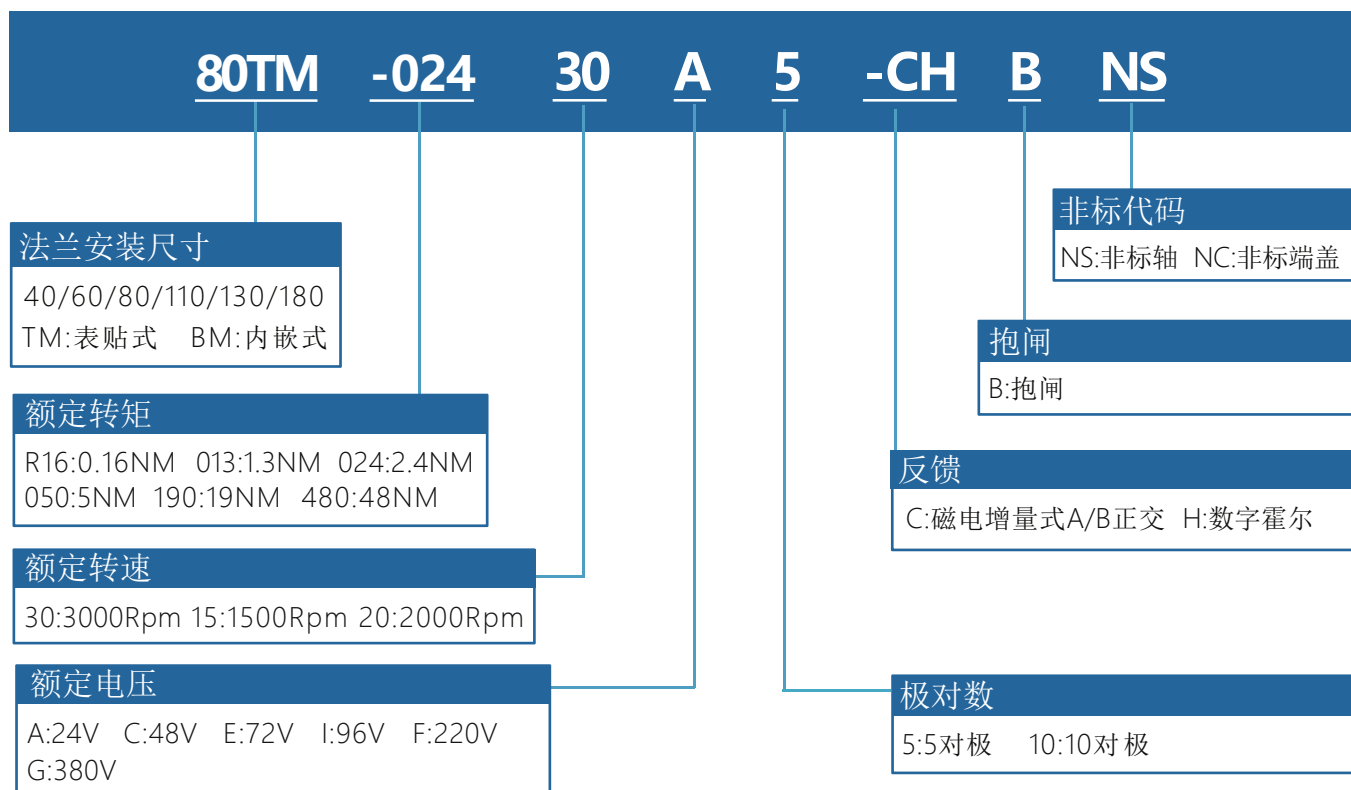 80TM -024 30 A 5 -CH B NS
法兰安装尺寸
40/60/80/110/130/180
TM:表贴式 BM:内嵌式
额定转矩
R16:0.16NM 013:1.3NM 024:2.4NM
050:5NM 190:19NM 480:48NM
额定转速
30:3000Rpm 15:1500Rpm 20:2000Rpm
额定电压
A:24V C:48V E:72V I:96V F:220V
G:380V
非标代码
NS:非标轴 NC:非标端盖
抱闸
B:抱闸
反馈
C:磁电增量式A/B正交 H:数字霍尔
极对数
5:5对极 10:10对极